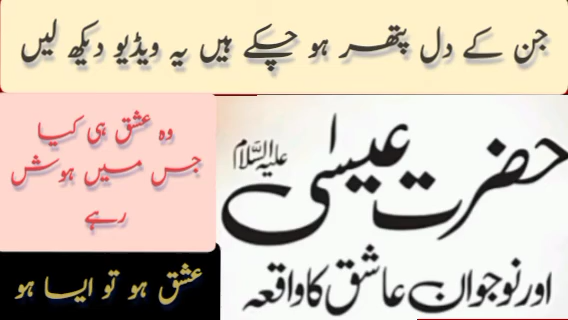 جن کے دل پتھر ہو چکے ہیں یہ ویڈیو دیکھ لیں
وہ عشق ہی کیا
جس میں ہوش
رہے
عشق ہو تو ایسا ہو
حضرت عیسیٰ علیہ السلام
اور نوجوان عاشق کا واقعہ